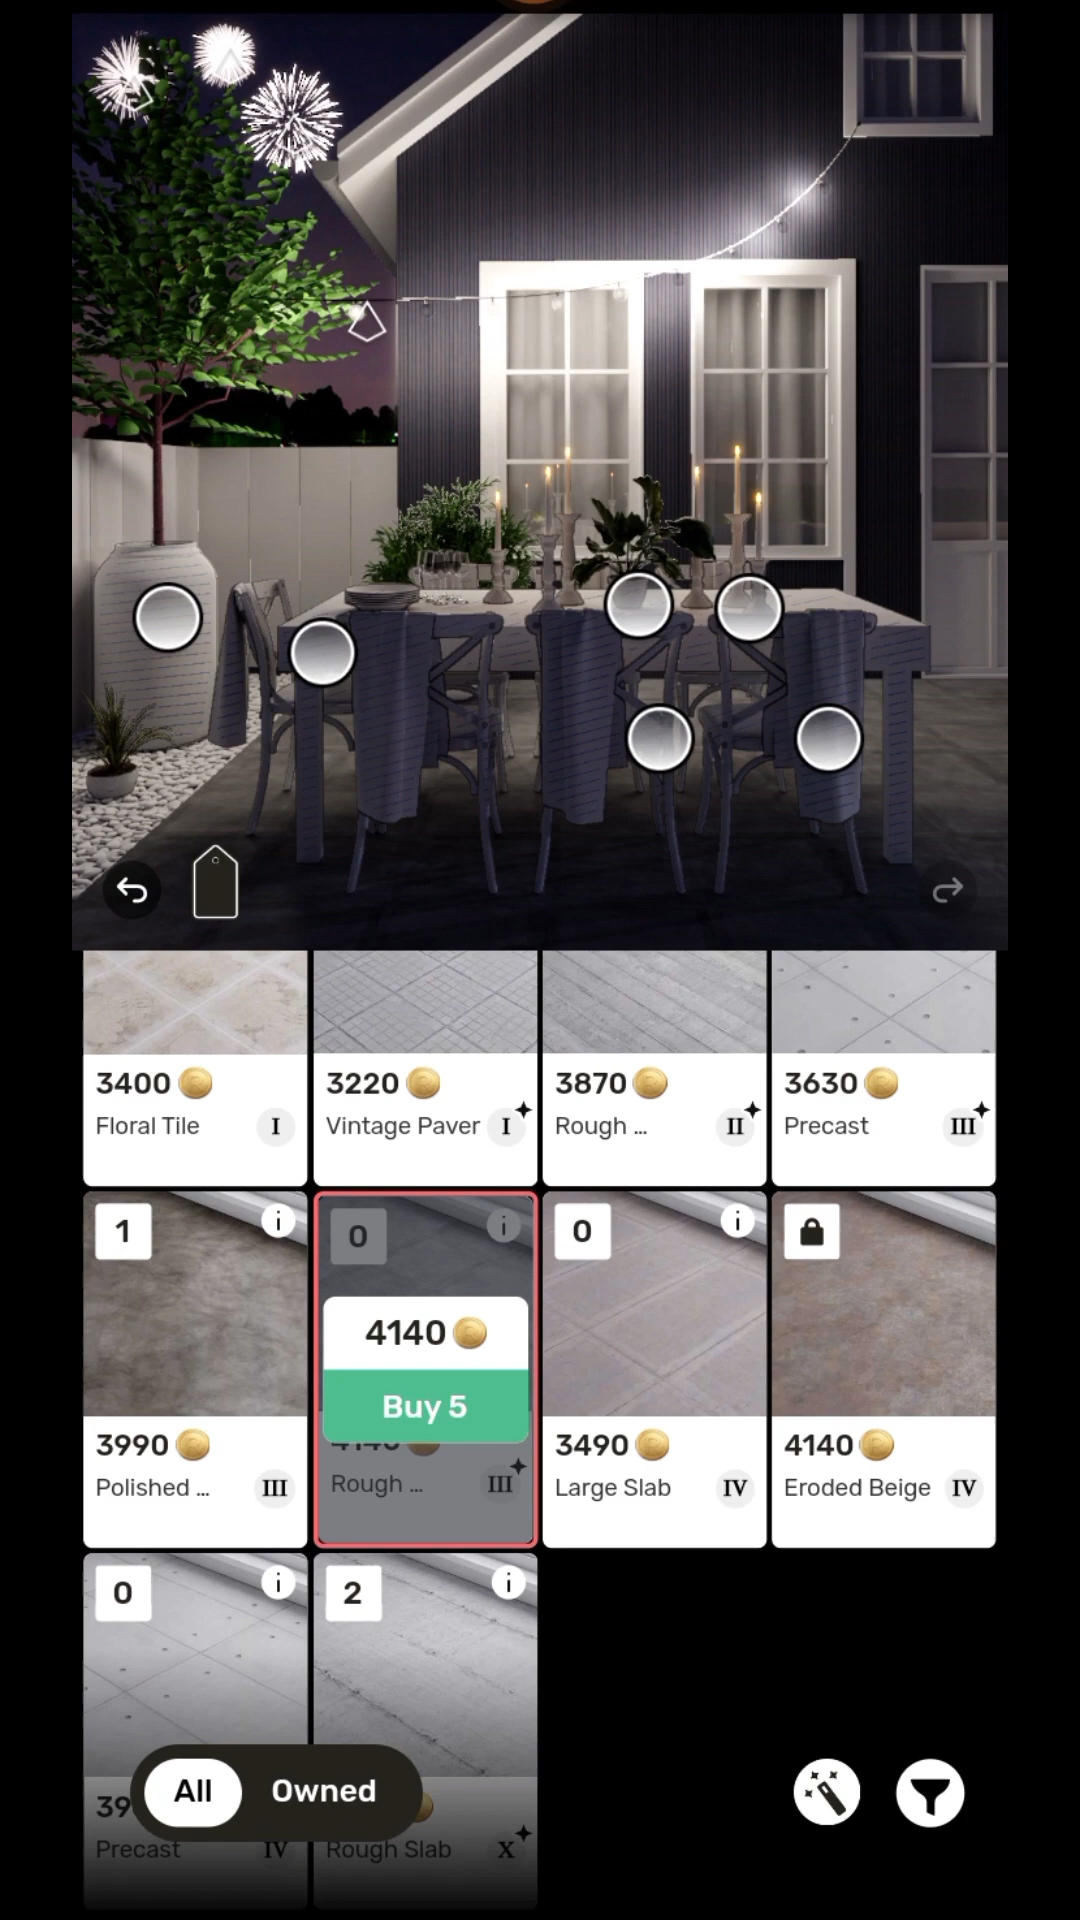 3400
3220
3870
3630
Floral Tile I
Vintage Paver I
Rough ... II
Precast III
1
i
0
i
0
i
4140
Buy 5
3990
4140
3490
4140
Polished ... III
Rough ... III
Large Slab IV
Eroded Beige IV
0
i
2
i
All
Owned
39
Precast IV
Rough Slab X